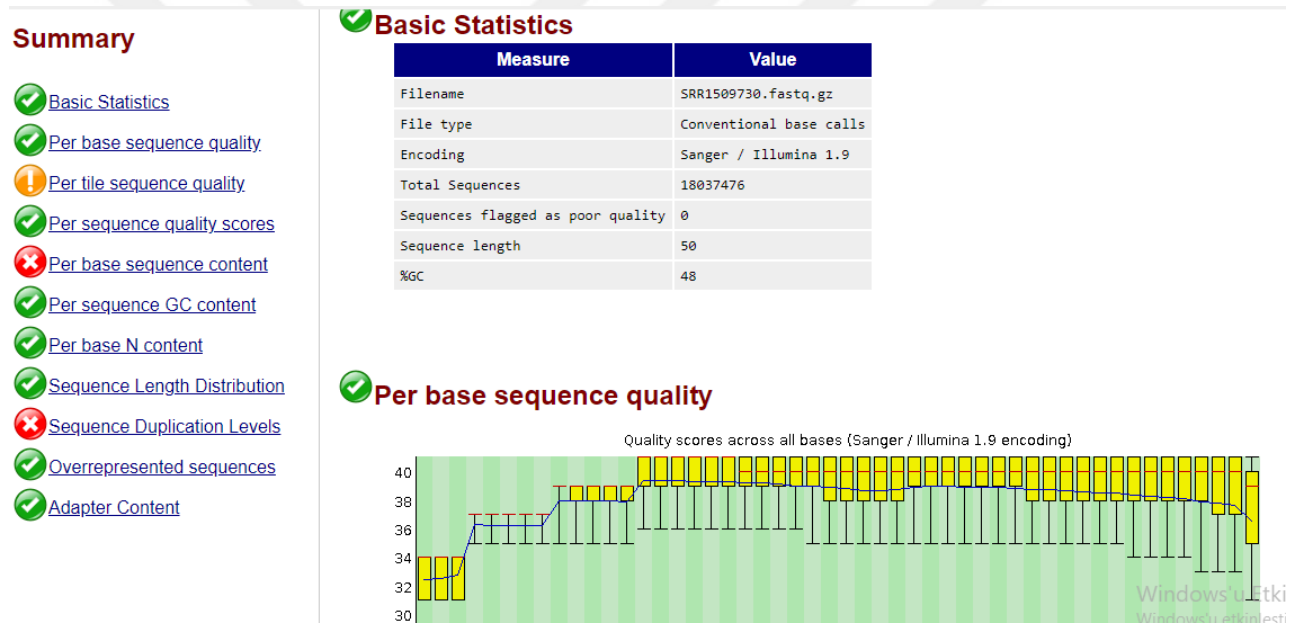 Summary
Basic Statistics
Per base sequence quality
Per tile sequence quality
Per sequence quality scores
Per base sequence content
Per sequence GC content
Per base N content
Sequence Length Distribution
Sequence Duplication Levels
Overrepresented sequences
Adapter Content
Basic Statistics
Measure Value
Filename SRR1509730.fastq.gz
File type Conventional base calls
Encoding Sanger / Illumina 1.9
Total Sequences 18037476
Sequences flagged as poor quality 0
Sequence length 50
%GC 48
Per base sequence quality
Quality scores across all bases (Sanger / Illumina 1.9 encoding)
40
38
36
34
32
30
Windows'u Etki
Windows'u etkinleşti